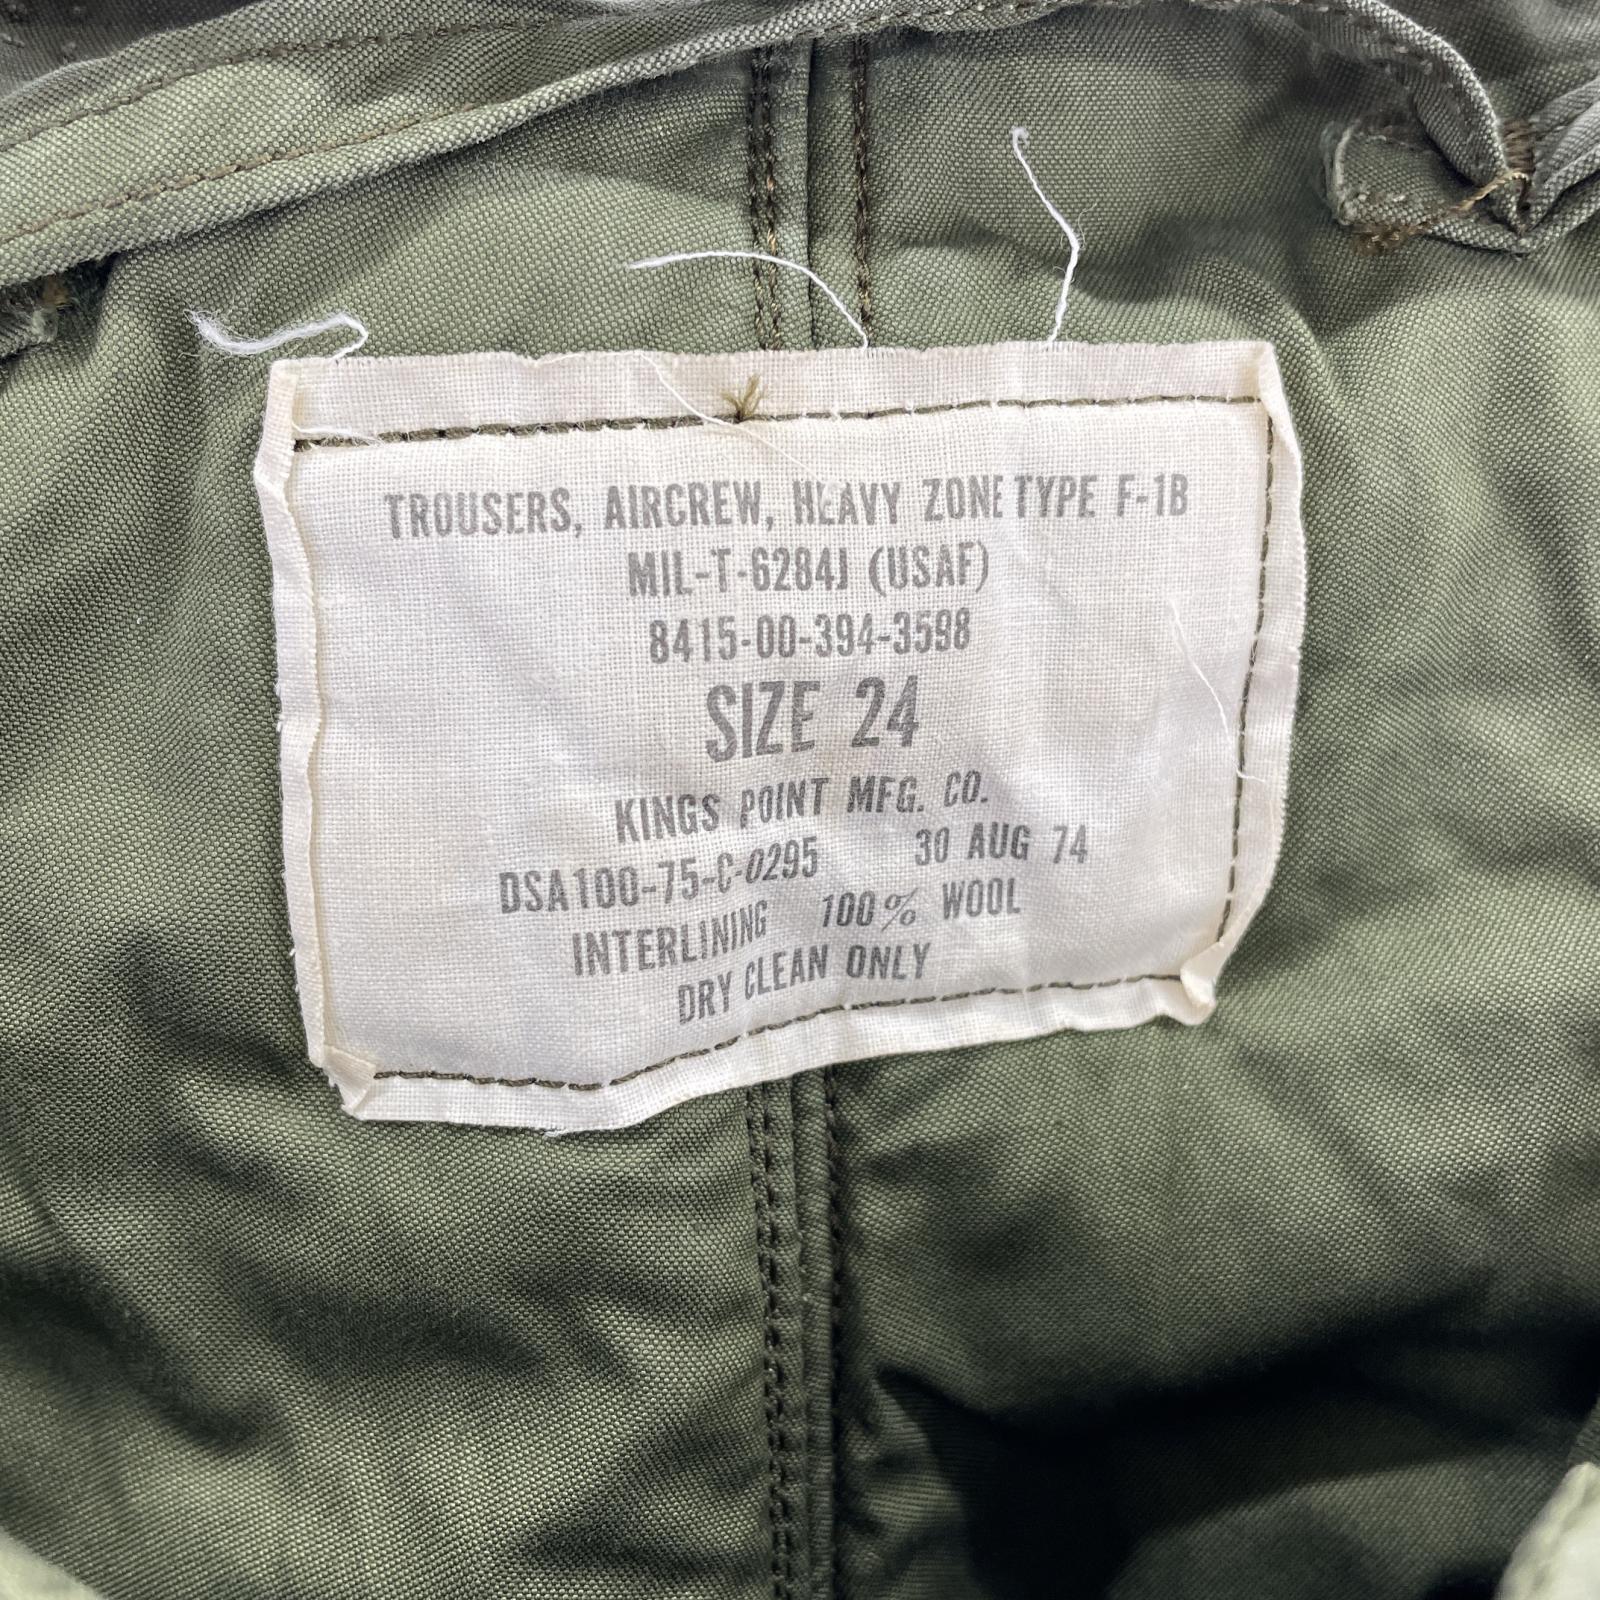 TROUSERS, AIRCREW, HEAVY ZONE TYPE F-1B
MIL-T-6284J (USAF)
8415-00-394-3598
SIZE 24
KINGS POINT MFG. CO.
DSA100-75-C-0295 30 AUG 74
INTERLINING 100% WOOL
DRY CLEAN ONLY